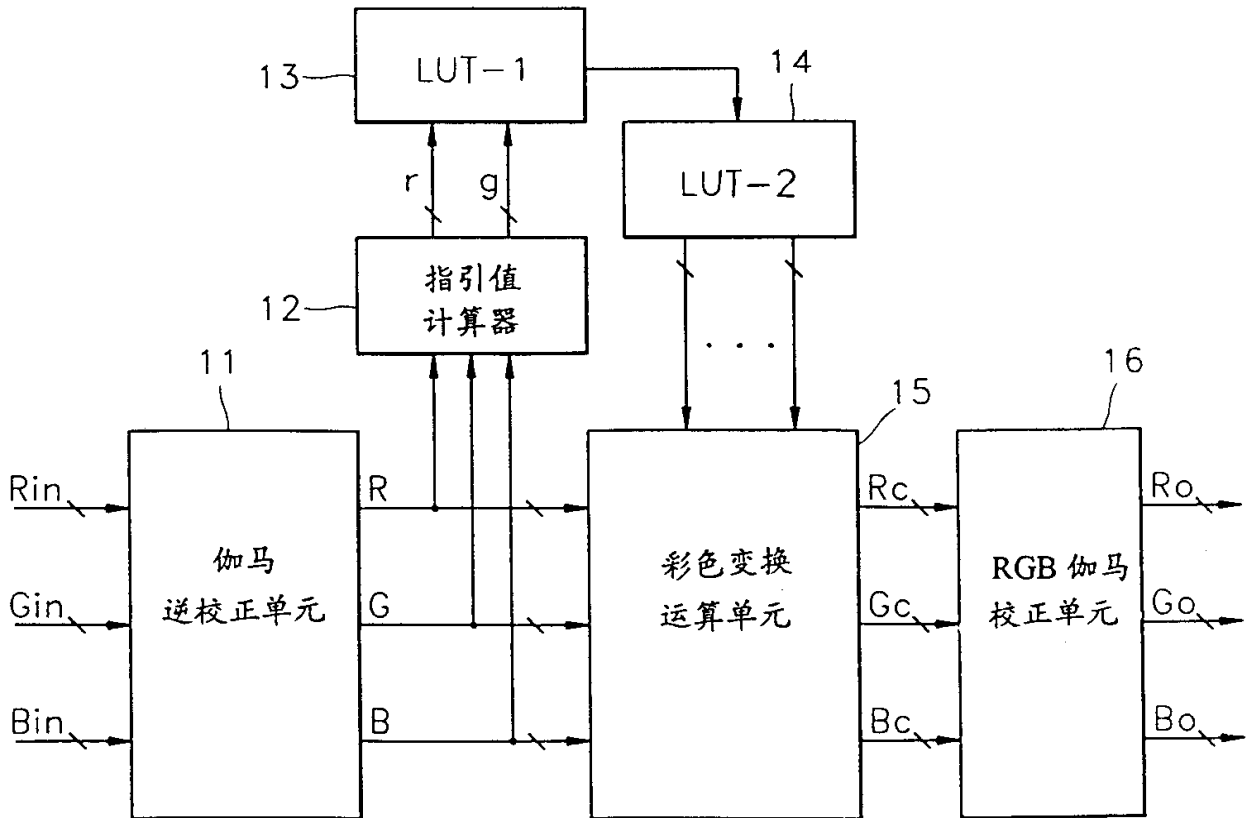 13
LUT-1
14
LUT-2
r
g
12
指引值
计算器
11
15
16
Rin
R
Rc
Ro
伽马
逆校正单元
彩色变换
运算单元
RGB 伽马
校正单元
Gin
G
Gc
Go
Bin
B
Bc
Bo